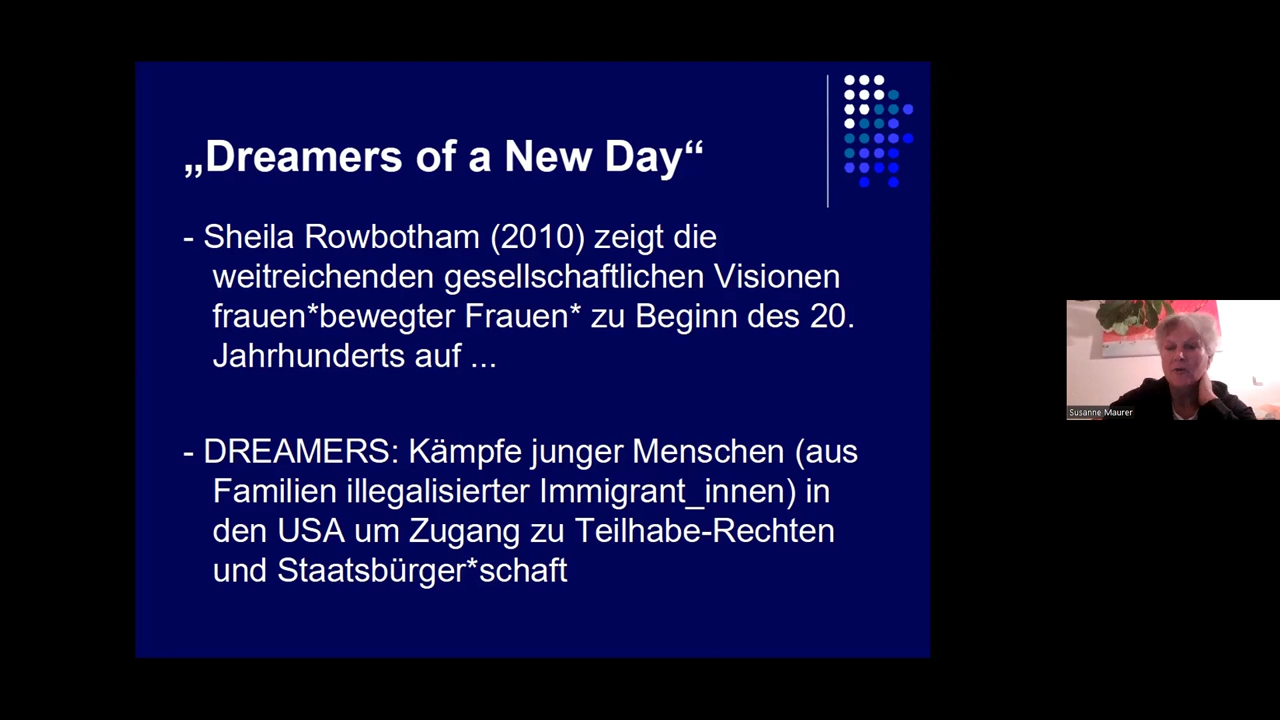 „Dreamers of a New Day“
- Sheila Rowbotham (2010) zeigt die
weitreichenden gesellschaftlichen Visionen
frauen*bewegter Frauen* zu Beginn des 20.
Jahrhunderts auf ...
- DREAMERS: Kämpfe junger Menschen (aus
Familien illegalisierter Immigrant_innen) in
den USA um Zugang zu Teilhabe-Rechten
und Staatsbürger*schaft
Susanne Maurer